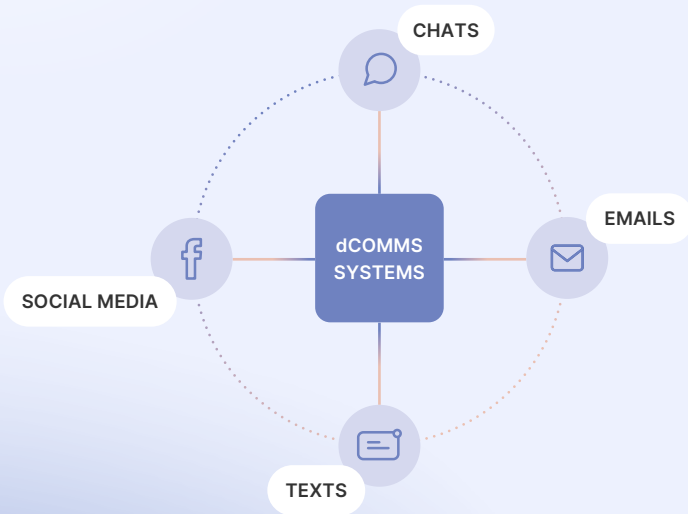 CHATS
dCOMMS
SYSTEMS
EMAILS
SOCIAL MEDIA
TEXTS